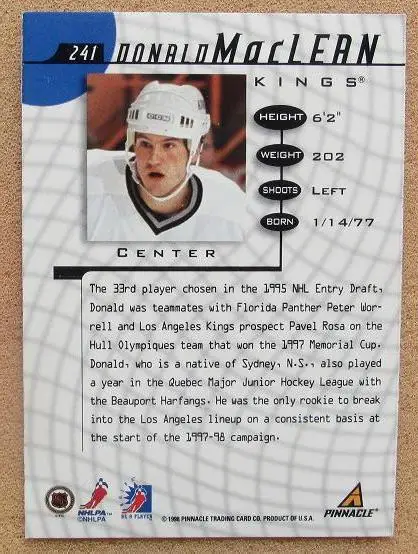 241 DONALD MacLEAN
KINGS®
HEIGHT 6'2"
WEIGHT 202
SHOOTS LEFT
BORN 1/14/77
CCM
CENTER
The 33rd player chosen in the 1995 NHL Entry Draft,
Donald was teammates with Florida Panther Peter Wor-
rell and Los Angeles Kings prospect Pavel Rosa on the
Hull Olympiques team that won the 1997 Memorial Cup.
Donald, who is a native of Sydney, N.S., also played
a year in the Quebec Major Junior Hockey League with
the Beauport Harfangs. He was the only rookie to break
into the Los Angeles lineup on a consistent basis at
the start of the 1997-98 campaign.
NHLPA™
©NHLPA
BE A PLAYER
©1998 PINNACLE TRADING CARD CO. PRODUCT OF U.S.A.
PINNACLE